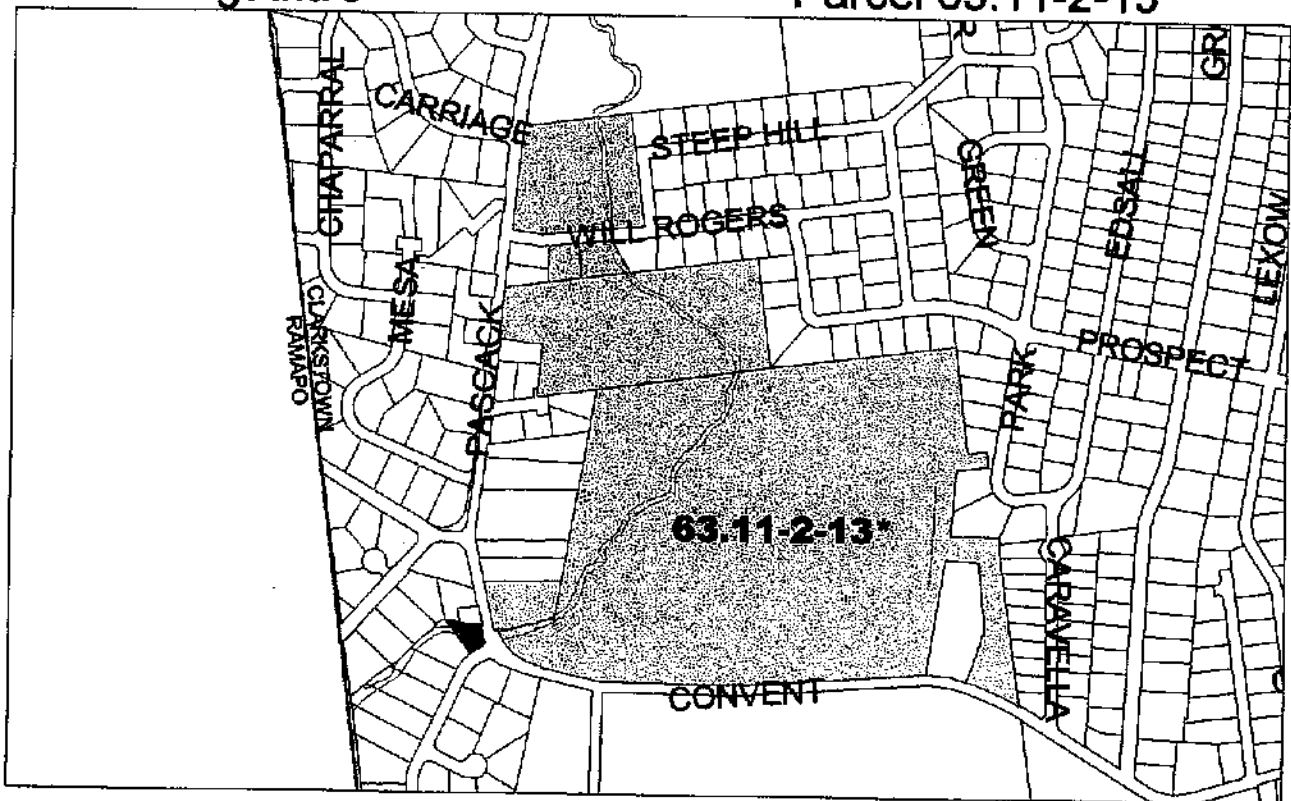 Parcel 63.11-2-13
CHAPARRAL
CARRIAGE
STEEP HILL
GREEN
EDSALL
LEXOW
WILL ROGERS
MESA
CLARKSTOWN
RAMAPO
PASCACK
PROSPECT
PARK
63.11-2-13*
CARAVELLA
CONVENT